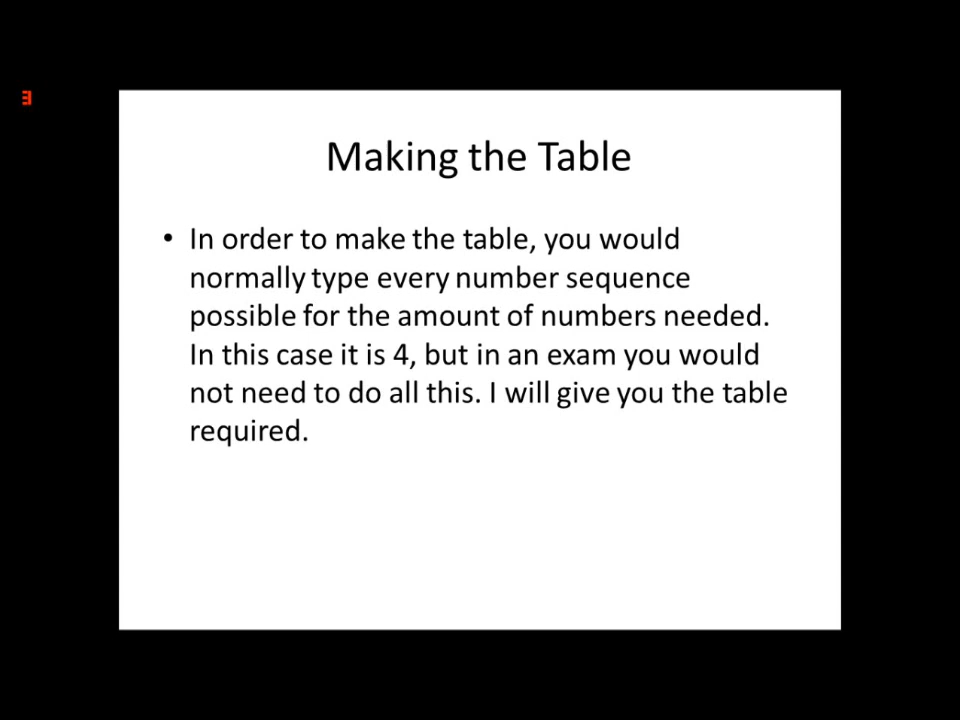 Making the Table
• In order to make the table, you would
normally type every number sequence
possible for the amount of numbers needed.
In this case it is 4, but in an exam you would
not need to do all this. I will give you the table
required.